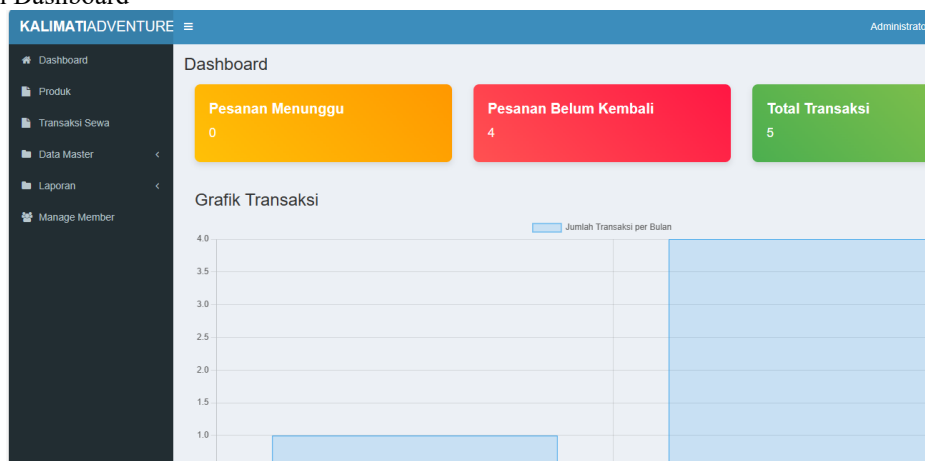 Dashboard
KALIMATIADVENTURE
Administrator
Dashboard
Produk
Transaksi Sewa
Data Master
Laporan
Manage Member
Dashboard
Pesanan Menunggu
0
Pesanan Belum Kembali
4
Total Transaksi
5
Grafik Transaksi
Jumlah Transaksi per Bulan
4.0
3.5
3.0
2.5
2.0
1.5
1.0